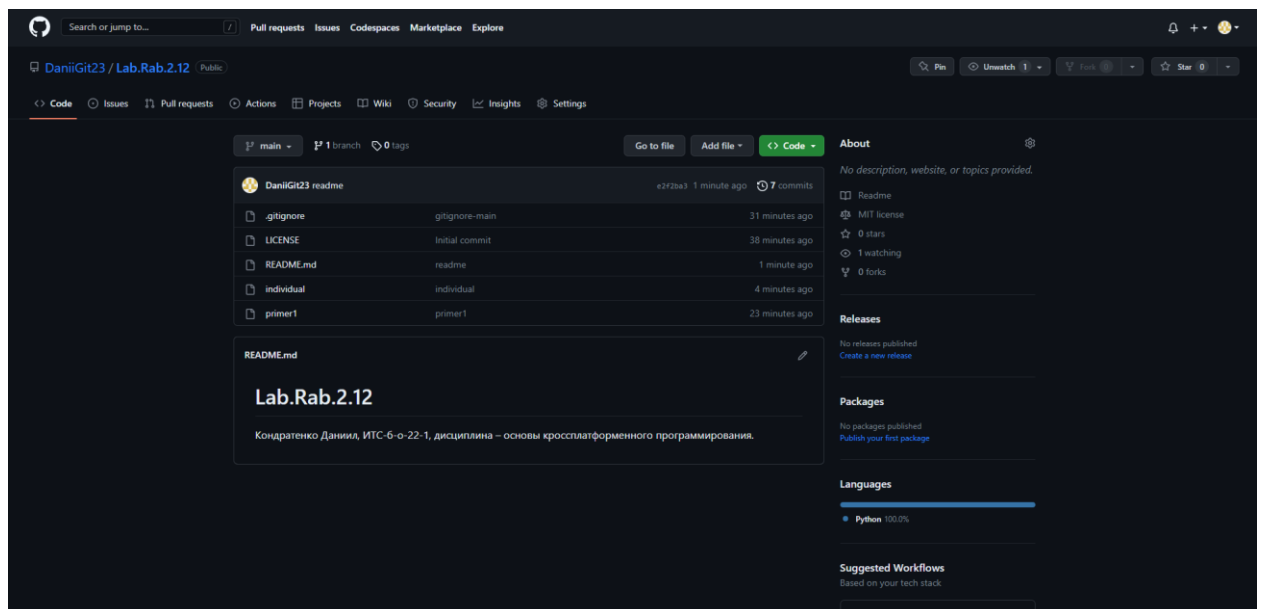 Search or jump to... / Pull requests Issues Codespaces Marketplace Explore
DaniiGit23 / Lab.Rab.2.12 Public
Pin Unwatch 1 Fork 0 Star 0
Code Issues Pull requests Actions Projects Wiki Security Insights Settings
main 1 branch 0 tags Go to file Add file Code
DaniiGit23 readme e2f2ba3 1 minute ago 7 commits
.gitignore gitignore-main 31 minutes ago
LICENSE Initial commit 38 minutes ago
README.md readme 1 minute ago
individual individual 4 minutes ago
primer1 primer1 23 minutes ago
README.md
Lab.Rab.2.12
Кондратенко Даниил, ИТС-б-о-22-1, дисциплина – основы кроссплатформенного программирования.
About
No description, website, or topics provided.
Readme
MIT license
0 stars
1 watching
0 forks
Releases
No releases published
Create a new release
Packages
No packages published
Publish your first package
Languages
Python 100.0%
Suggested Workflows
Based on your tech stack